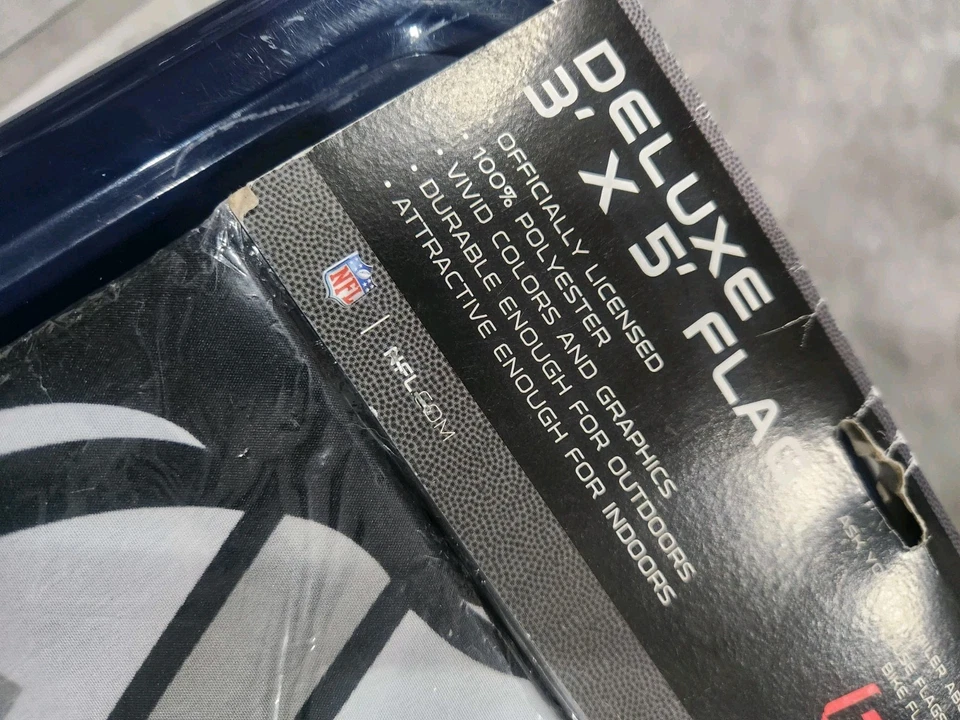 DELUXE
3' X 5' FLAG
OFFICIALLY LICENSED
• 100% POLYESTER
• VIVID COLORS AND GRAPHICS
• DURABLE ENOUGH FOR OUTDOORS
• ATTRACTIVE ENOUGH FOR INDOORS
NFL | NFL.COM
BIKE